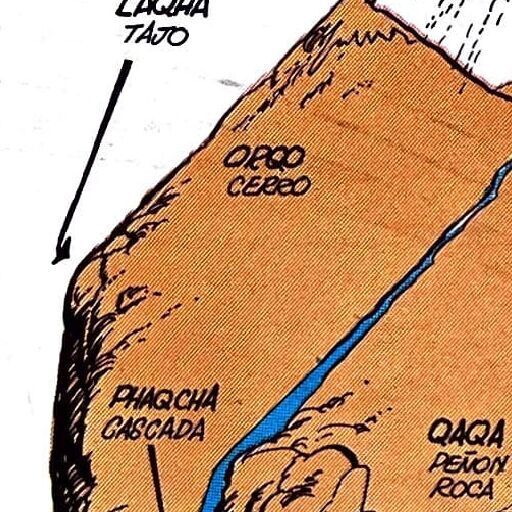 LAQHA
TAJO
ORQO
CERRO
PHAQCHA
CASCADA
QAQA
PEÑON
ROCA